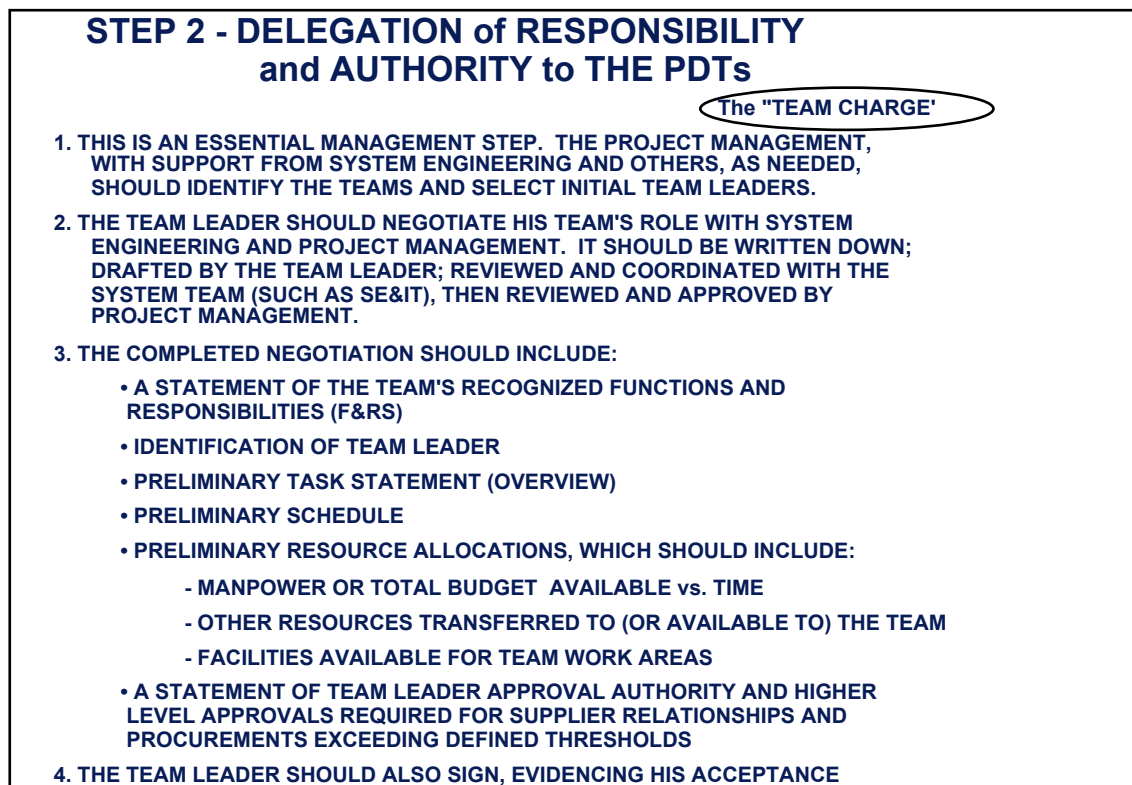 STEP 2 - DELEGATION of RESPONSIBILITY
and AUTHORITY to THE PDTs
The "TEAM CHARGE'
1. THIS IS AN ESSENTIAL MANAGEMENT STEP. THE PROJECT MANAGEMENT,
WITH SUPPORT FROM SYSTEM ENGINEERING AND OTHERS, AS NEEDED,
SHOULD IDENTIFY THE TEAMS AND SELECT INITIAL TEAM LEADERS.
2. THE TEAM LEADER SHOULD NEGOTIATE HIS TEAM'S ROLE WITH SYSTEM
ENGINEERING AND PROJECT MANAGEMENT. IT SHOULD BE WRITTEN DOWN;
DRAFTED BY THE TEAM LEADER; REVIEWED AND COORDINATED WITH THE
SYSTEM TEAM (SUCH AS SE&IT), THEN REVIEWED AND APPROVED BY
PROJECT MANAGEMENT.
3. THE COMPLETED NEGOTIATION SHOULD INCLUDE:
• A STATEMENT OF THE TEAM'S RECOGNIZED FUNCTIONS AND
RESPONSIBILITIES (F&RS)
• IDENTIFICATION OF TEAM LEADER
• PRELIMINARY TASK STATEMENT (OVERVIEW)
• PRELIMINARY SCHEDULE
• PRELIMINARY RESOURCE ALLOCATIONS, WHICH SHOULD INCLUDE:
- MANPOWER OR TOTAL BUDGET AVAILABLE vs. TIME
- OTHER RESOURCES TRANSFERRED TO (OR AVAILABLE TO) THE TEAM
- FACILITIES AVAILABLE FOR TEAM WORK AREAS
• A STATEMENT OF TEAM LEADER APPROVAL AUTHORITY AND HIGHER
LEVEL APPROVALS REQUIRED FOR SUPPLIER RELATIONSHIPS AND
PROCUREMENTS EXCEEDING DEFINED THRESHOLDS
4. THE TEAM LEADER SHOULD ALSO SIGN, EVIDENCING HIS ACCEPTANCE